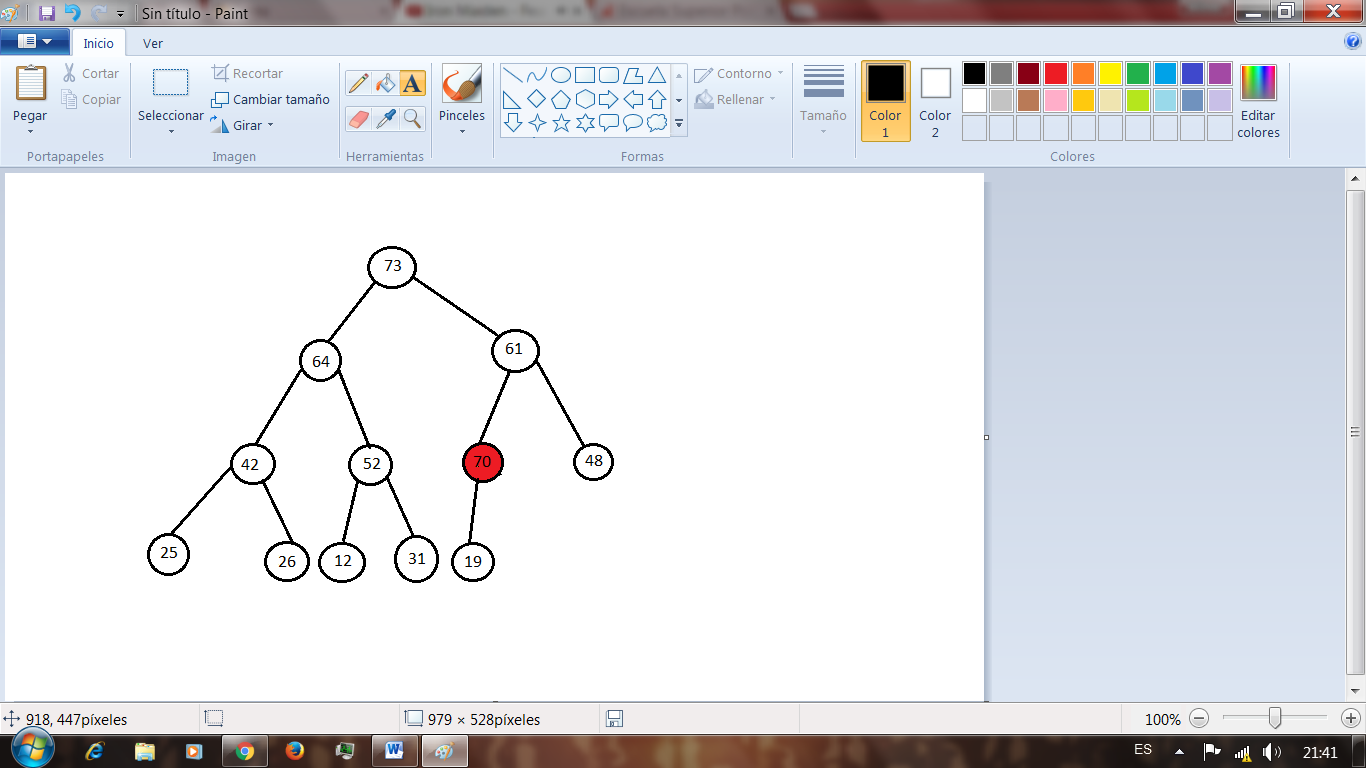 Sin título - Paint
Inicio Ver
Pegar
Cortar
Copiar
Portapapeles
Seleccionar
Recortar
Cambiar tamaño
Girar
Imagen
A
Herramientas
Pinceles
Contorno
Rellenar
Formas
Tamaño
Color
1
Color
2
Editar
colores
Colores
73
64 61
42 52 70 48
25 26 12 31 19
918, 447píxeles 979 × 528píxeles 100%
W ES 21:41